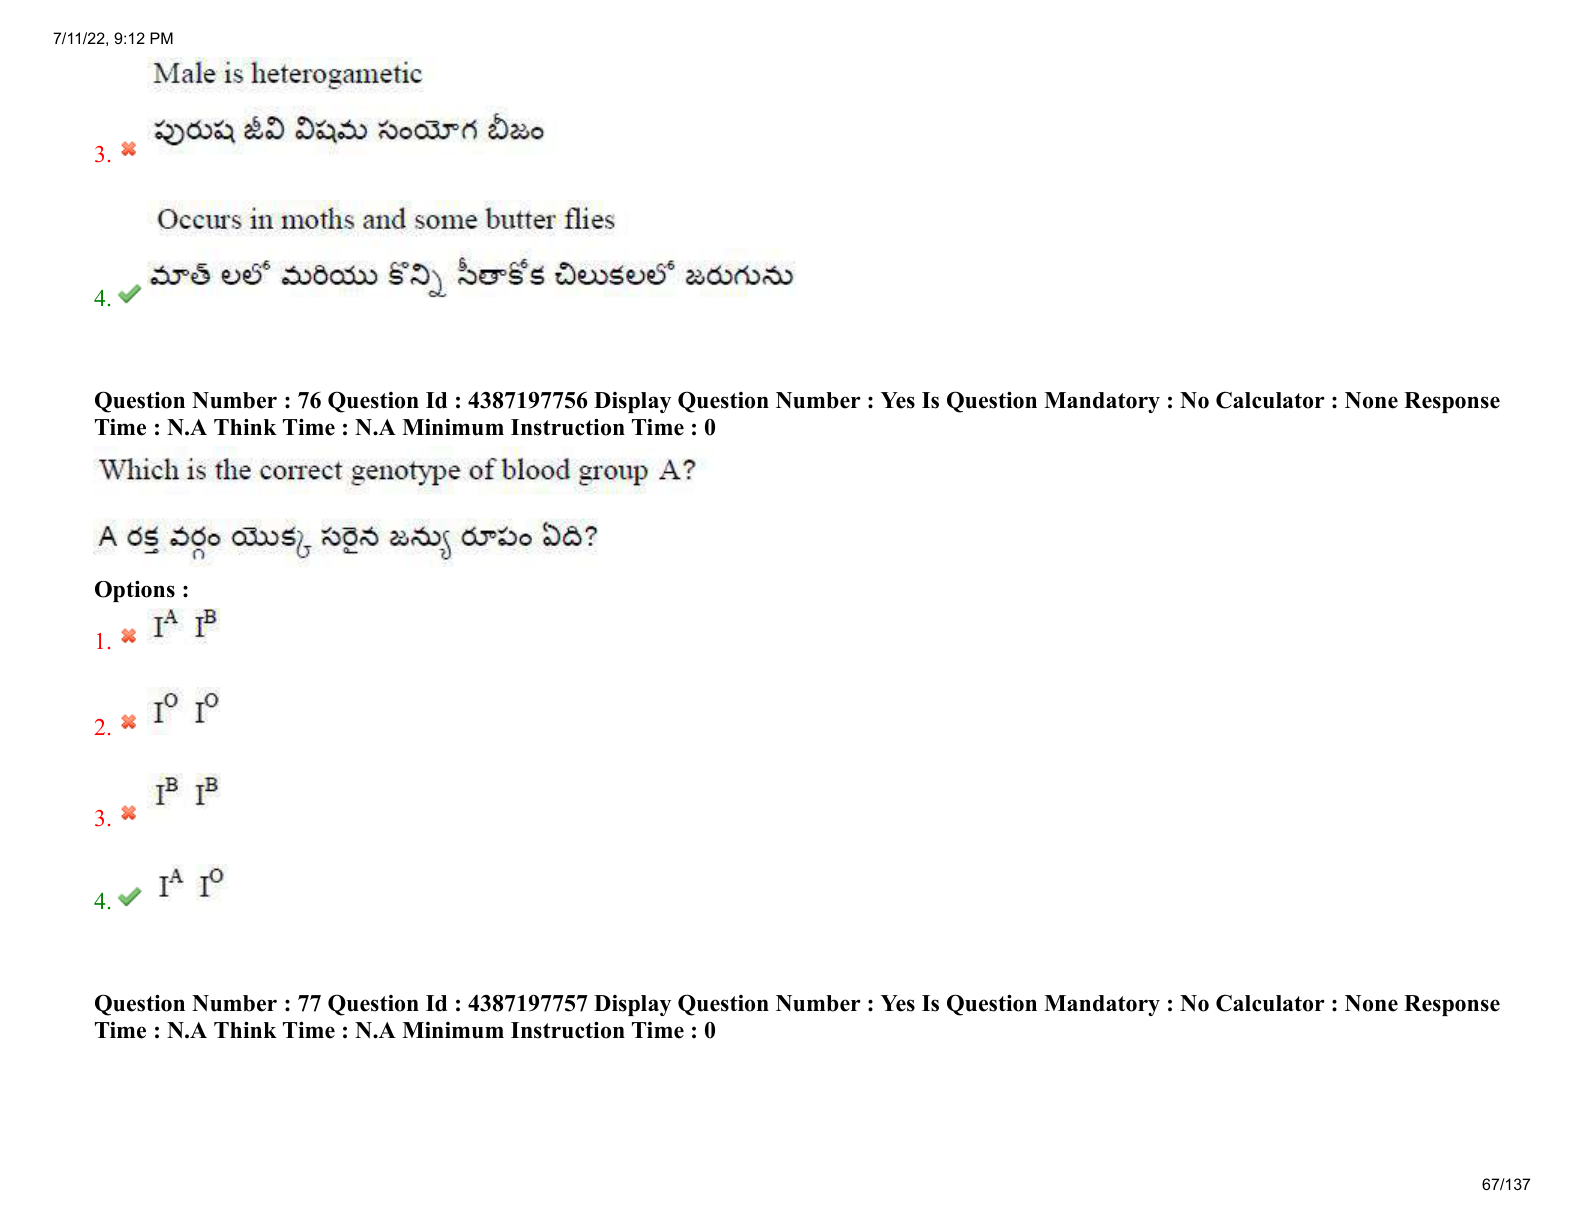 7/11/22, 9:12 PM
Male is heterogametic
పురుష జీవి విషమ సంయోగ బీజం
3.
Occurs in moths and some butter flies
మాత్ లలో మరియు కొన్ని సీతాకోక చిలుకలలో జరుగును
4.
Question Number : 76 Question Id : 4387197756 Display Question Number : Yes Is Question Mandatory : No Calculator : None Response
Time : N.A Think Time : N.A Minimum Instruction Time : 0
Which is the correct genotype of blood group A?
A రక్త వర్గం యొక్క సరైన జన్యు రూపం ఏది?
Options :
1. I^A I^B
2. I^O I^O
3. I^B I^B
4. I^A I^O
Question Number : 77 Question Id : 4387197757 Display Question Number : Yes Is Question Mandatory : No Calculator : None Response
Time : N.A Think Time : N.A Minimum Instruction Time : 0
67/137